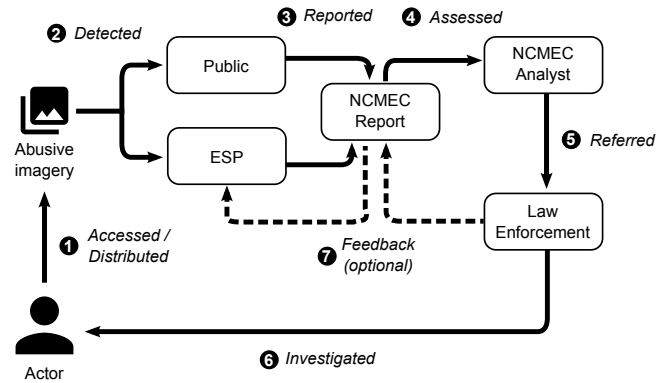 2 Detected
3 Reported
4 Assessed
Public
NCMEC
Analyst
NCMEC
Report
Abusive
imagery
ESP
5 Referred
Law
Enforcement
1 Accessed /
Distributed
7 Feedback
(optional)
6 Investigated
Actor